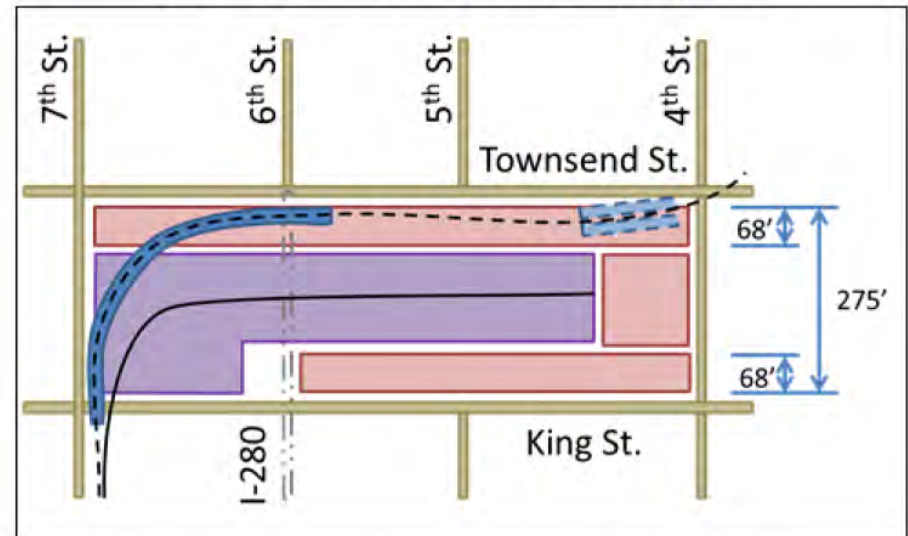 7th St.
6th St.
5th St.
4th St.
Townsend St.
68’
275’
68’
I-280
King St.